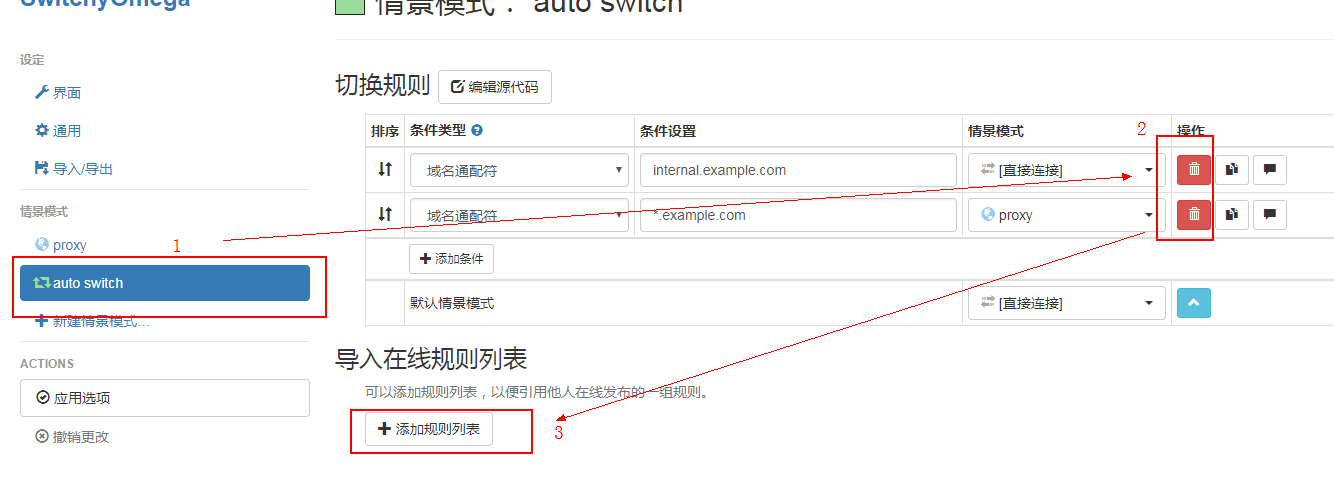 SwitchyOmega
情景模式： auto switch
设定
界面
通用
导入/导出
情景模式
proxy
1
auto switch
新建情景模式...
ACTIONS
应用选项
撤销更改
切换规则 编辑源代码
排序 条件类型 条件设置 情景模式 2 操作
域名通配符 internal.example.com [直接连接]
域名通配符 *.example.com proxy
添加条件
默认情景模式 [直接连接]
导入在线规则列表
可以添加规则列表，以便引用他人在线发布的一组规则。
添加规则列表 3